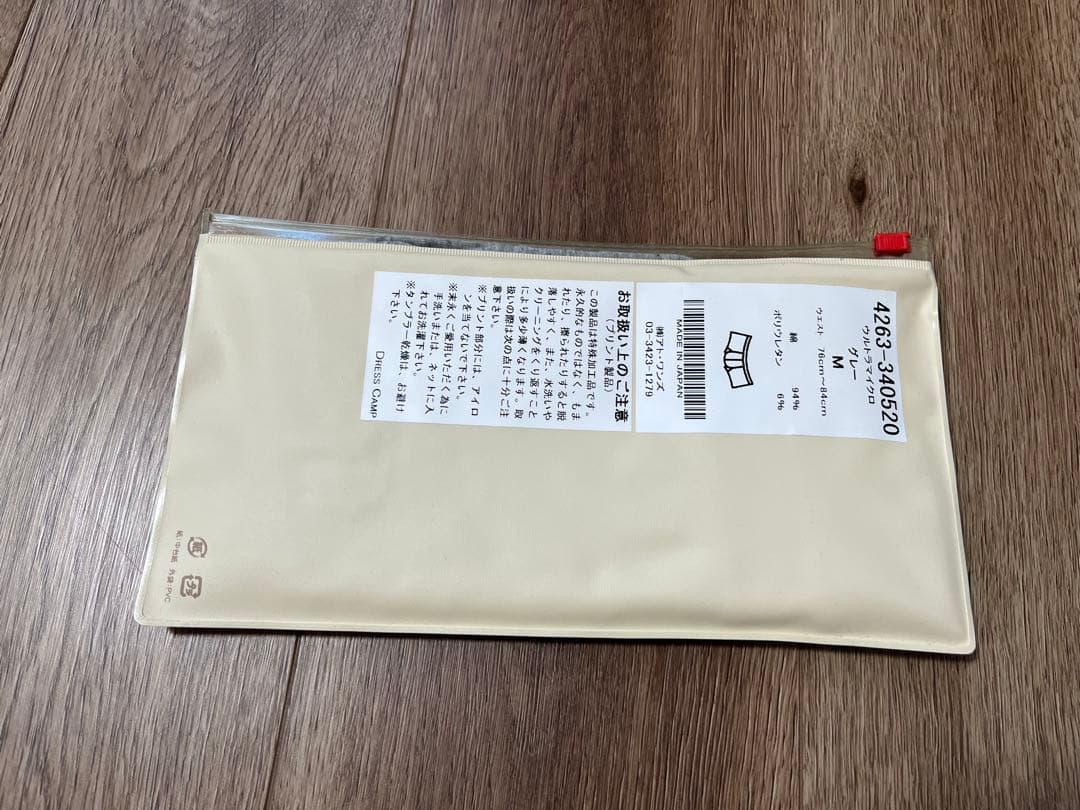 4263-340520
ウルトラマイクロ
グレー
M
ウエスト 76cm～84cm
綿 94%
ポリウレタン 6%
MADE IN JAPAN
㈱アト・ワンズ
03-3423-1279
お取扱い上のご注意
（プリント製品）
この製品は特殊加工品です。
永久的なものではなく、もま
れたり、擦られたりすると脱
落しやすく、また、水洗いや
クリーニングをくり返すこと
により多少薄くなります。取
扱いの際は次の点に十分ご注
意下さい。
※プリント部分には、アイロ
ンを当てないで下さい。
※末永くご愛用いただく為に
手洗いまたは、ネットに入
れてお洗濯下さい。
※タンブラー乾燥は、お避け
下さい。
DRESS CAMP
紙
プラ
紙：中台紙 外袋：PVC